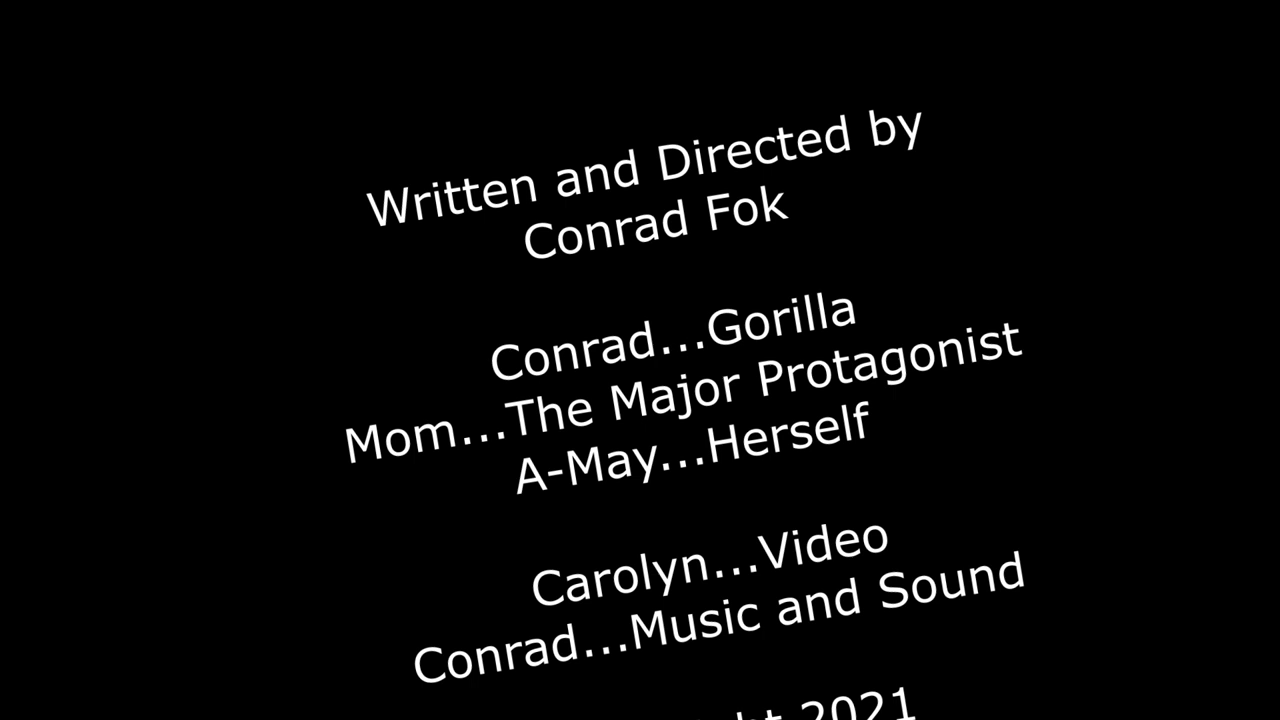 Written and Directed by
Conrad Fok
Conrad...Gorilla
Mom...The Major Protagonist
A-May...Herself
Carolyn...Video
Conrad...Music and Sound
2021